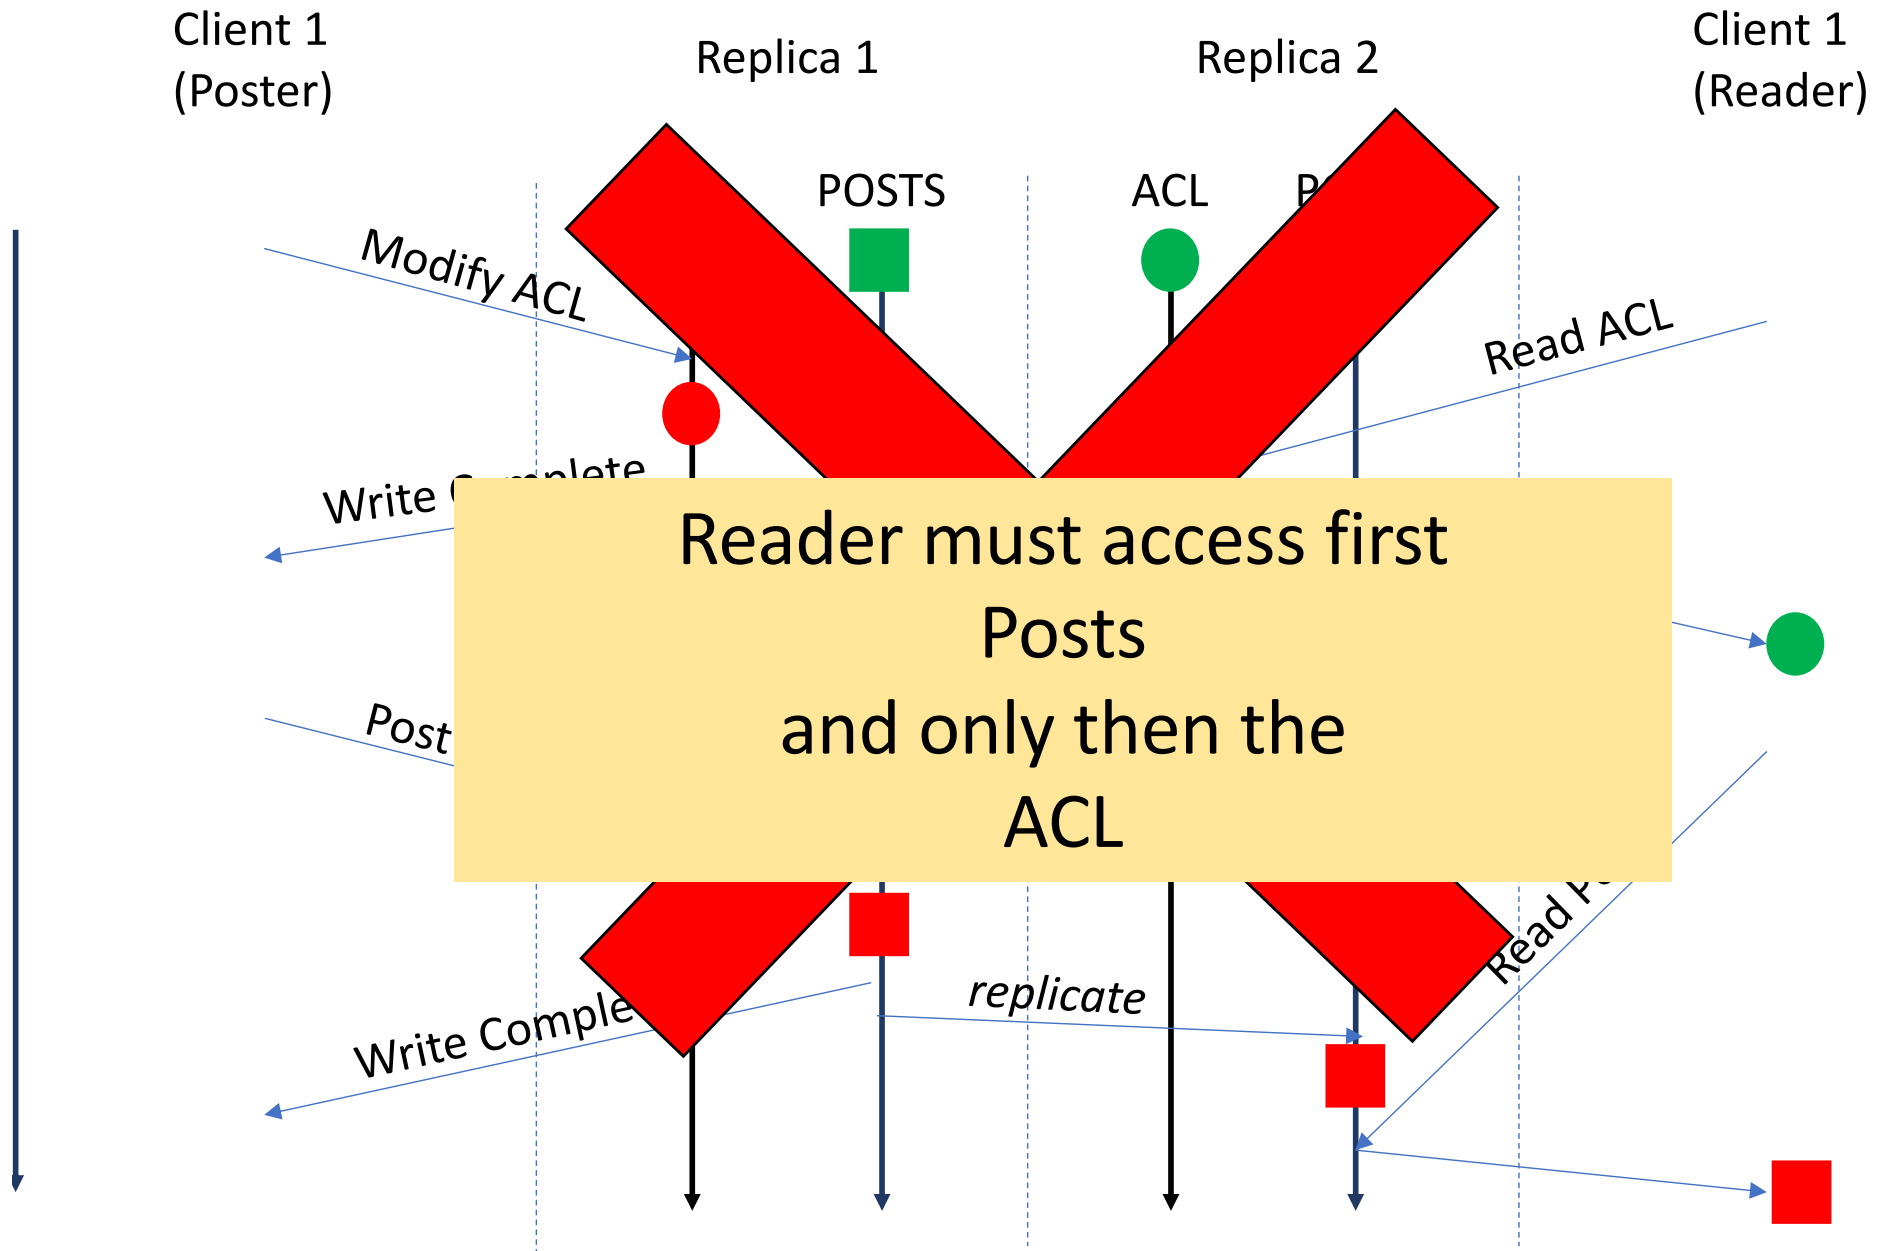 Client 1
(Poster)
Replica 1
Replica 2
Client 1
(Reader)
POSTS
ACL
Modify ACL
Read ACL
Write
Reader must access first
Posts
and only then the
ACL
Post
Read
replicate
Write